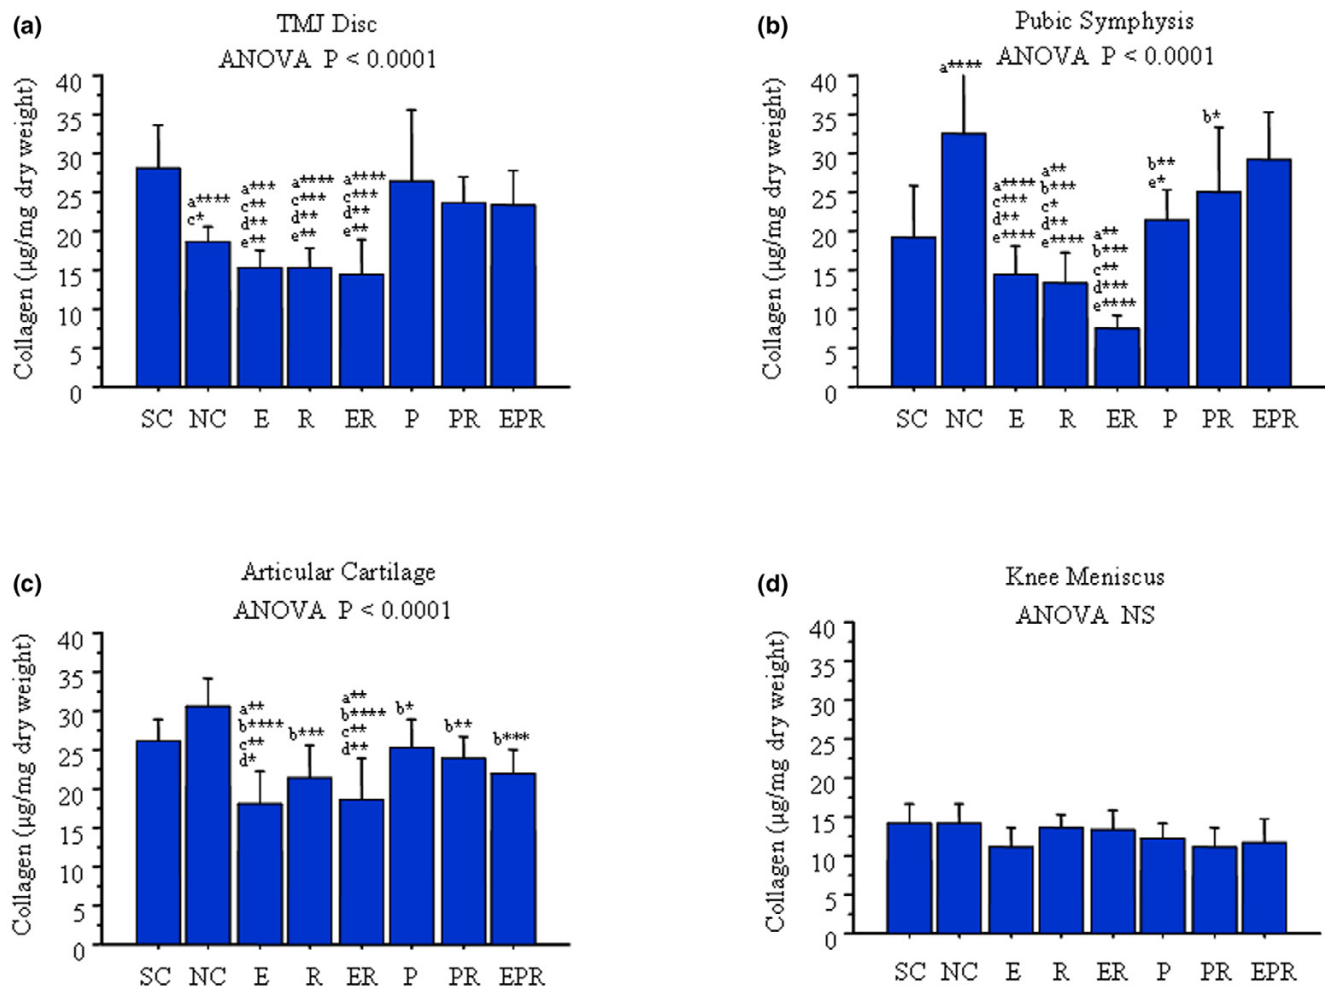 (a)
TMJ Disc
ANOVA P < 0.0001
Collagen (µg/mg dry weight)
40
35
30
25
20
15
10
5
0
a****
c*
a***
c**
d**
e**
a****
c***
d**
e**
a****
c***
d**
e**
SC NC E R ER P PR EPR
(b)
Pubic Symphysis
ANOVA P < 0.0001
Collagen (µg/mg dry weight)
40
35
30
25
20
15
10
5
0
a****
a****
c***
d**
e****
a**
b***
c*
d**
e****
a**
b***
c**
d***
e****
b**
e*
b*
SC NC E R ER P PR EPR
(c)
Articular Cartilage
ANOVA P < 0.0001
Collagen (µg/mg dry weight)
40
35
30
25
20
15
10
5
0
a**
b****
c**
d*
b***
a**
b****
c**
d**
b*
b**
b***
SC NC E R ER P PR EPR
(d)
Knee Meniscus
ANOVA NS
Collagen (µg/mg dry weight)
40
35
30
25
20
15
10
5
0
SC NC E R ER P PR EPR